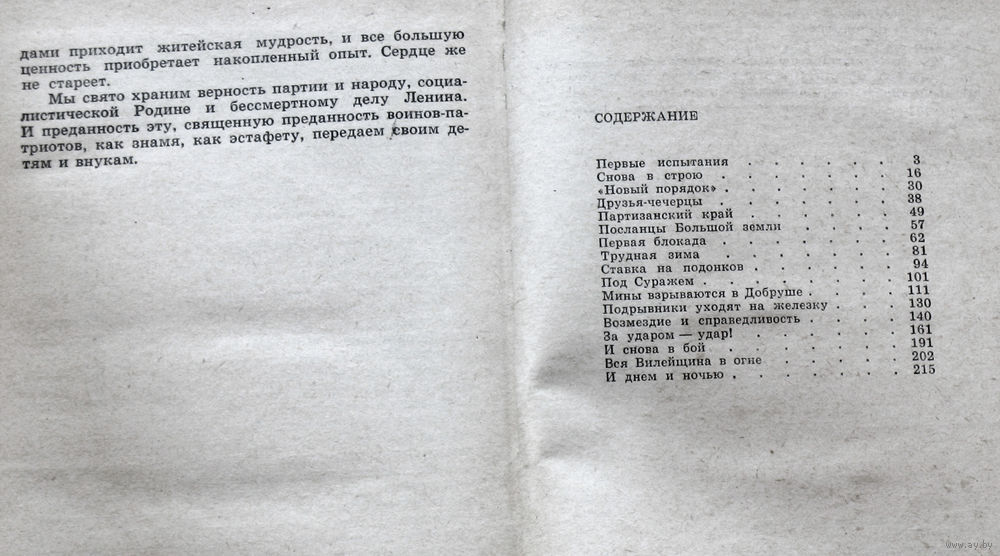 дами приходит житейская мудрость, и все большую
ценность приобретает накопленный опыт. Сердце же
не стареет.
Мы свято храним верность партии и народу, социа-
листической Родине и бессмертному делу Ленина.
И преданность эту, священную преданность воинов-па-
триотов, как знамя, как эстафету, передаем своим де-
тям и внукам.
СОДЕРЖАНИЕ
Первые испытания . . . . . . 3
Снова в строю . . . . . . . 16
«Новый порядок» . . . . . . . 30
Друзья-чечерцы . . . . . . . 38
Партизанский край . . . . . . 49
Посланцы Большой земли . . . . . 57
Первая блокада . . . . . . . 62
Трудная зима . . . . . . . 81
Ставка на подонков . . . . . . 94
Под Суражем . . . . . . . . 101
Мины взрываются в Добруше . . . . 111
Подрывники уходят на железку . . . 130
Возмездие и справедливость . . . . 140
За ударом — удар! . . . . . . 161
И снова в бой . . . . . . . 191
Вся Вилейщина в огне . . . . . 202
И днем и ночью . . . . . . . 215
www.ay.by